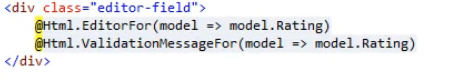 <div class="editor-field">
@Html.EditorFor(model => model.Rating)
@Html.ValidationMessageFor(model => model.Rating)
</div>